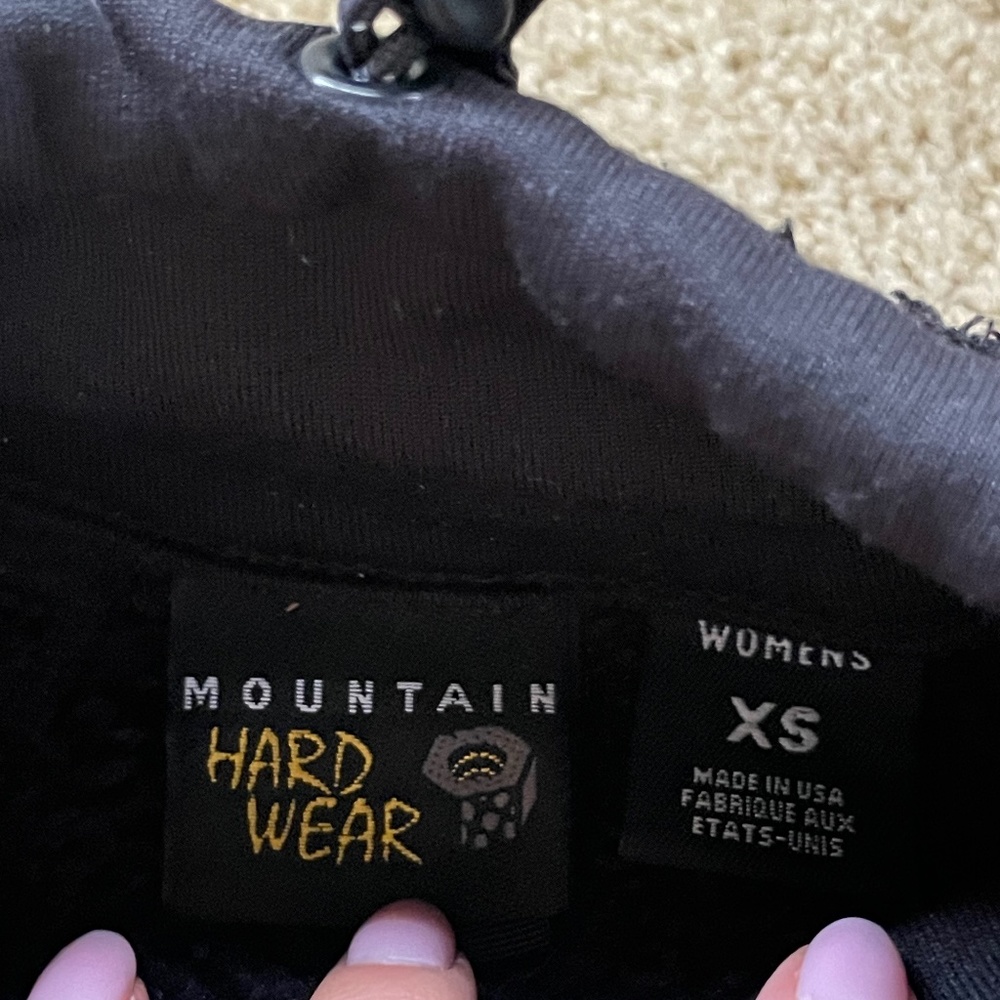 MOUNTAIN
HARD
WEAR
WOMENS
XS
MADE IN USA
FABRIQUE AUX
ETATS-UNIS